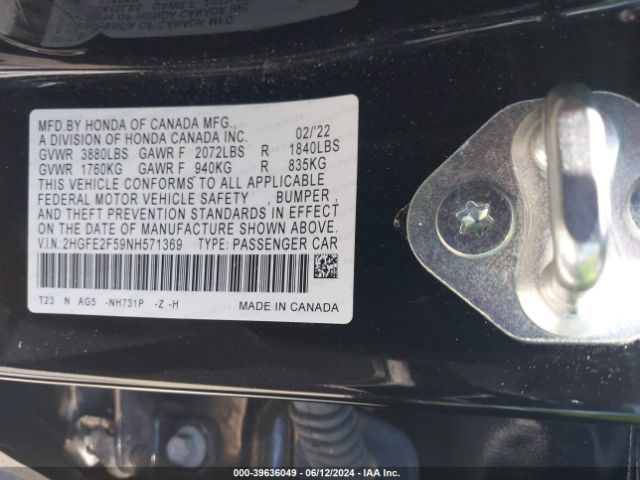 MFD.BY HONDA OF CANADA MFG.,
A DIVISION OF HONDA CANADA INC. 02/'22
GVWR 3880LBS GAWR F 2072LBS R 1840LBS
GVWR 1760KG GAWR F 940KG R 835KG
THIS VEHICLE CONFORMS TO ALL APPLICABLE
FEDERAL MOTOR VEHICLE SAFETY , BUMPER ,
AND THEFT PREVENTION STANDARDS IN EFFECT
ON THE DATE OF MANUFACTURE SHOWN ABOVE.
V.I.N. 2HGFE2F59NH571369 TYPE: PASSENGER CAR
T23 N AG5 -NH731P -Z -H
MADE IN CANADA
000-39636049 - 06/12/2024 - IAA Inc.